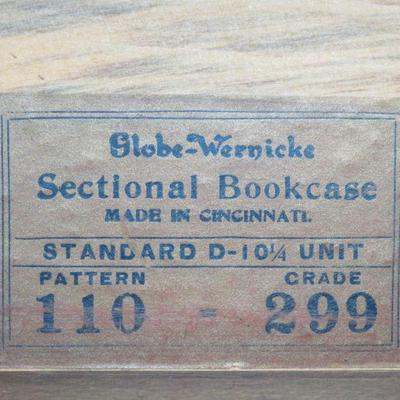 Globe-Wernicke
Sectional Bookcase
MADE IN CINCINNATI.
STANDARD D-10¼ UNIT
PATTERN GRADE
110 - 299